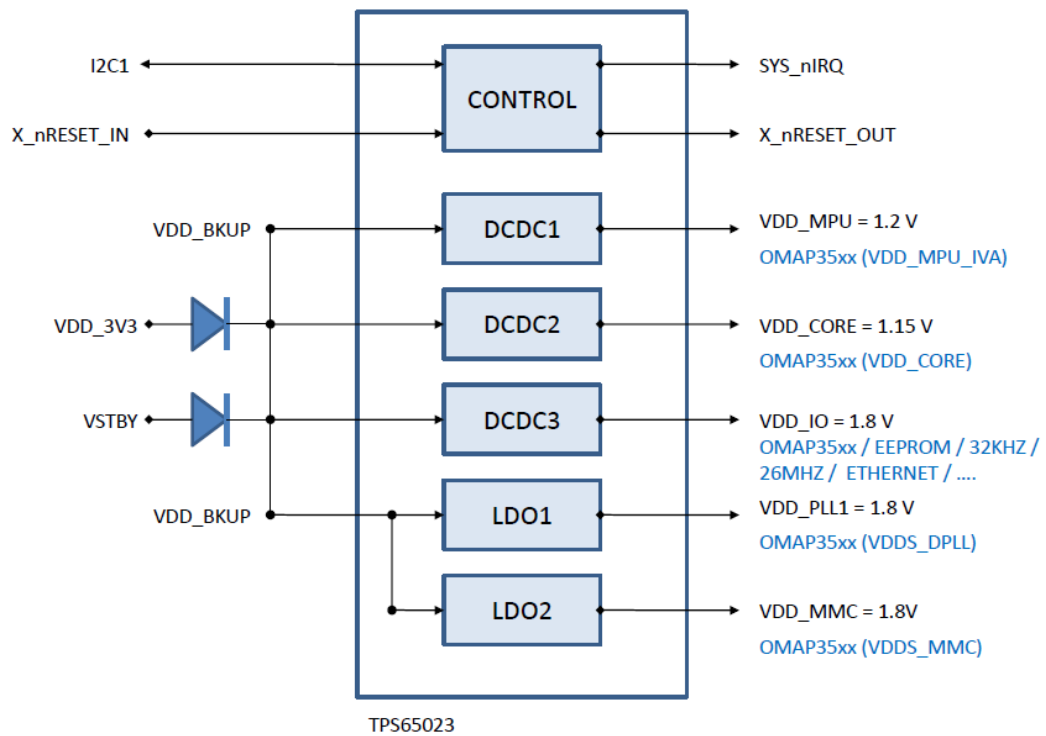 I2C1
X_nRESET_IN
CONTROL
SYS_nIRQ
X_nRESET_OUT
VDD_BKUP
DCDC1
VDD_MPU = 1.2 V
OMAP35xx (VDD_MPU_IVA)
VDD_3V3
DCDC2
VDD_CORE = 1.15 V
OMAP35xx (VDD_CORE)
VSTBY
DCDC3
VDD_IO = 1.8 V
OMAP35xx / EEPROM / 32KHZ /
26MHZ / ETHERNET / ....
VDD_BKUP
LDO1
VDD_PLL1 = 1.8 V
OMAP35xx (VDDS_DPLL)
LDO2
VDD_MMC = 1.8V
OMAP35xx (VDDS_MMC)
TPS65023